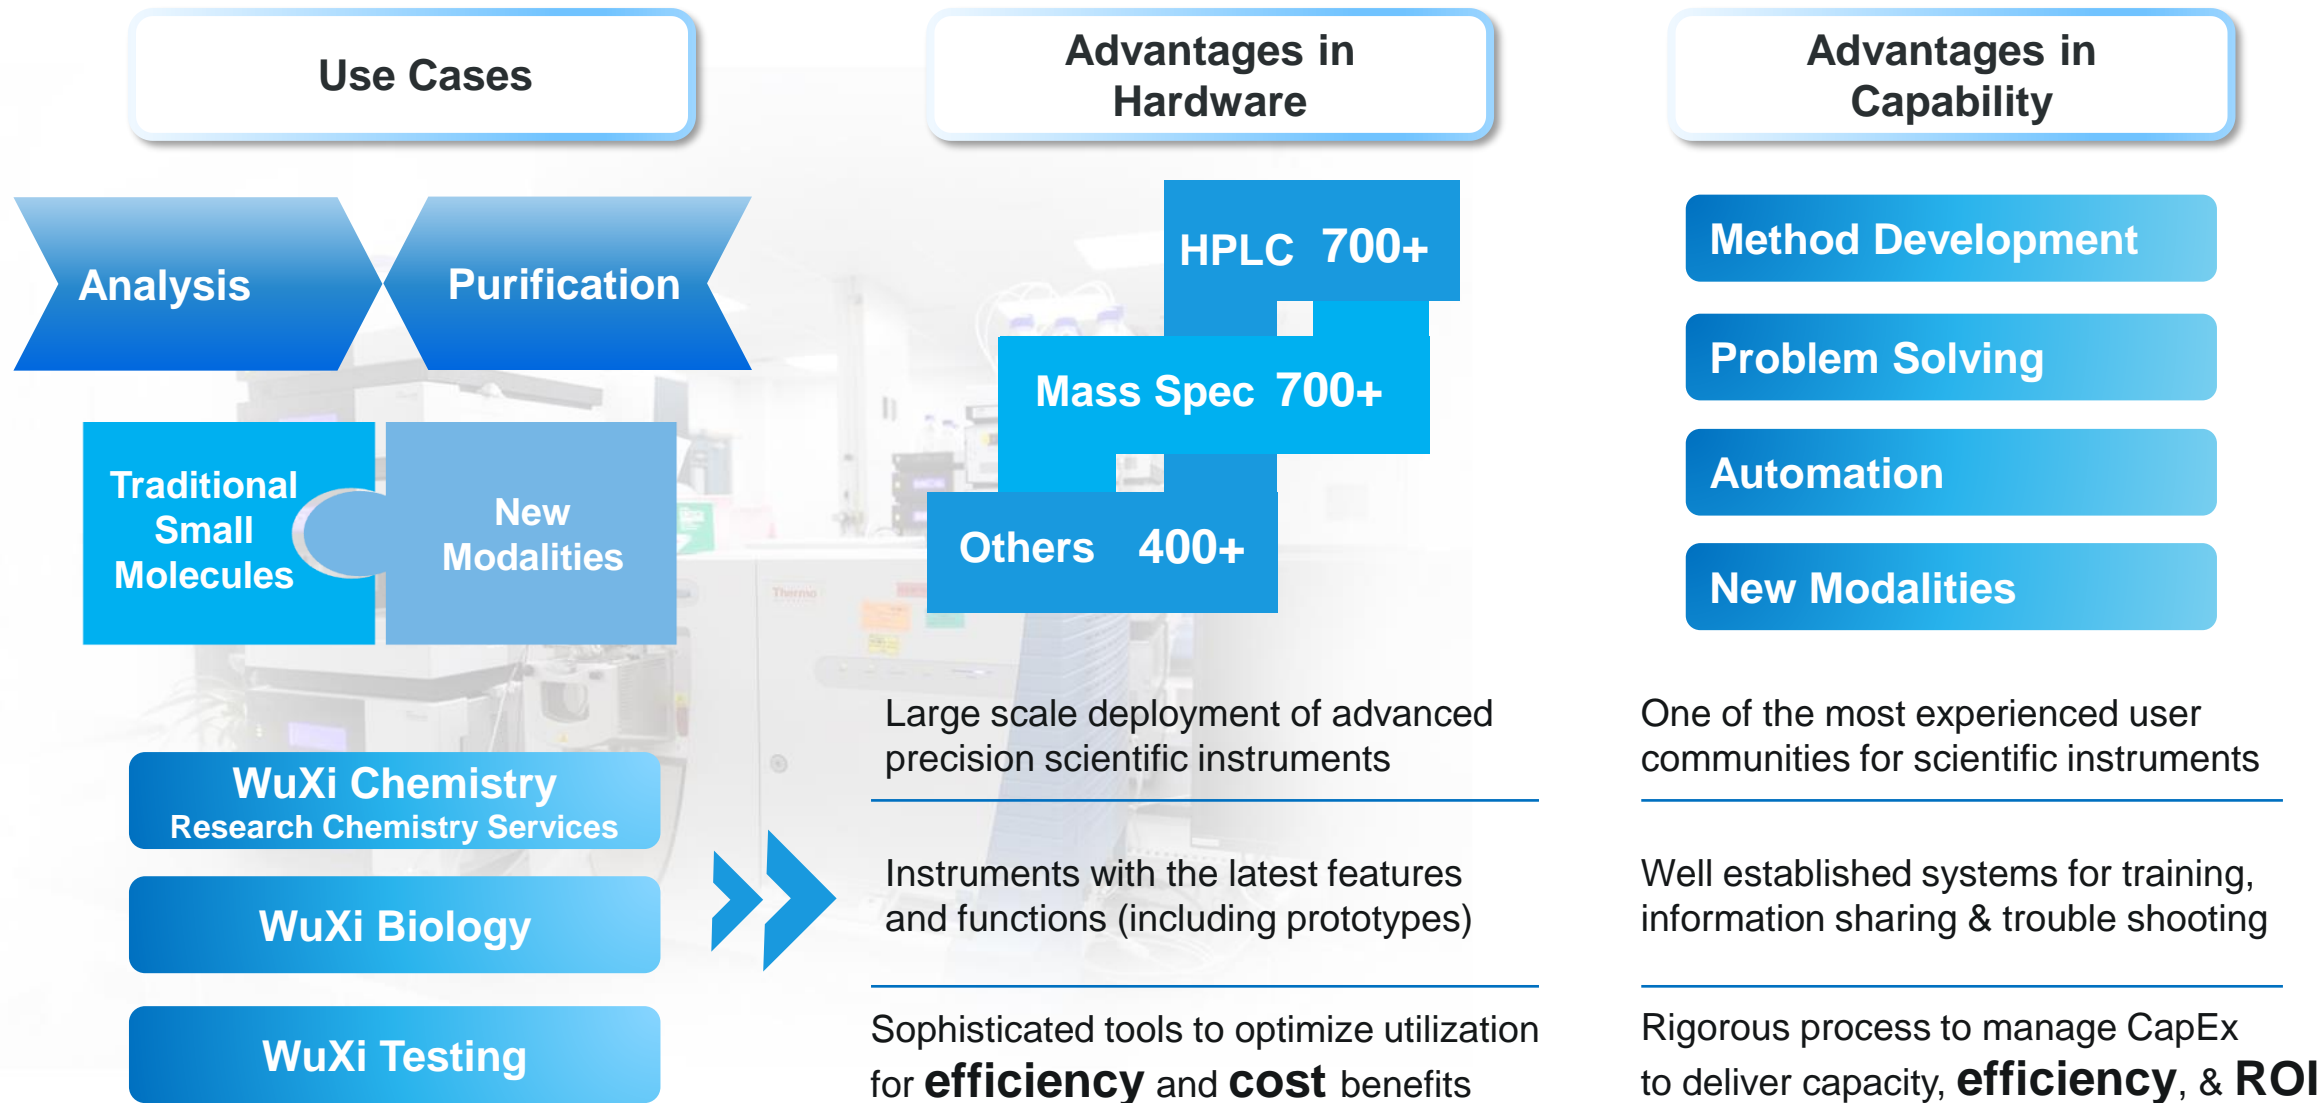 Use Cases
Analysis
Purification
Traditional
Small
Molecules
New
Modalities
WuXi Chemistry
Research Chemistry Services
WuXi Biology
WuXi Testing
Advantages in
Hardware
HPLC 700+
Mass Spec 700+
Others 400+
Thermo
Large scale deployment of advanced
precision scientific instruments
Instruments with the latest features
and functions (including prototypes)
Sophisticated tools to optimize utilization
for efficiency and cost benefits
Advantages in
Capability
Method Development
Problem Solving
Automation
New Modalities
One of the most experienced user
communities for scientific instruments
Well established systems for training,
information sharing & trouble shooting
Rigorous process to manage CapEx
to deliver capacity, efficiency, & ROI